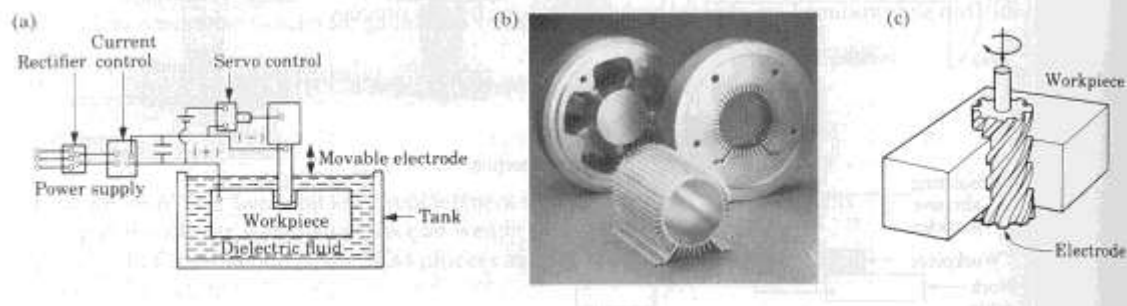 (a)
Rectifier
Current
control
Servo control
(−)
(+)
Movable electrode
Power supply
Workpiece
Tank
Dielectric fluid
(b)
(c)
Workpiece
Electrode